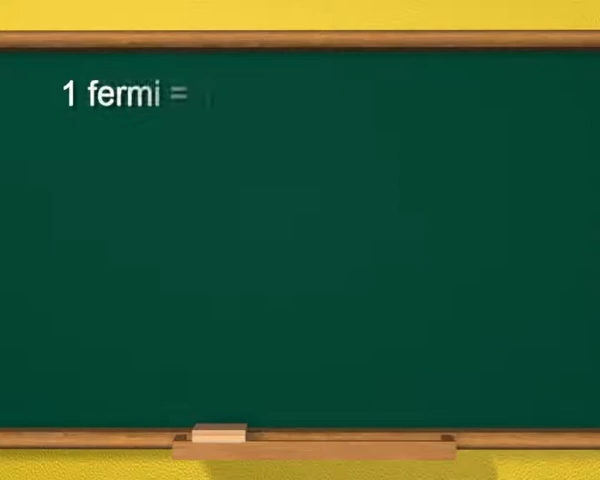 1 fermi =